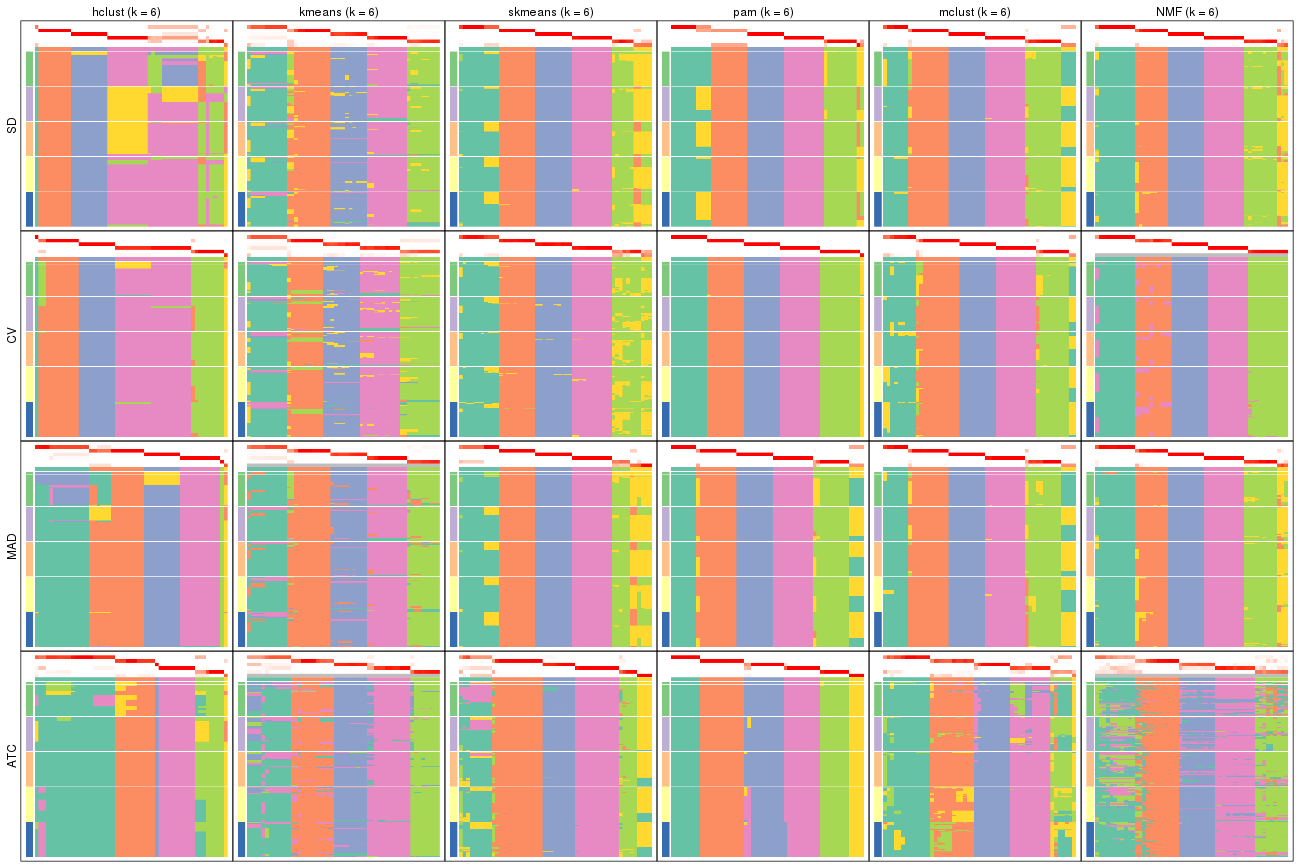 hclust (k = 6) kmeans (k = 6) skmeans (k = 6) pam (k = 6) mclust (k = 6) NMF (k = 6)
SD
CV
MAD
ATC